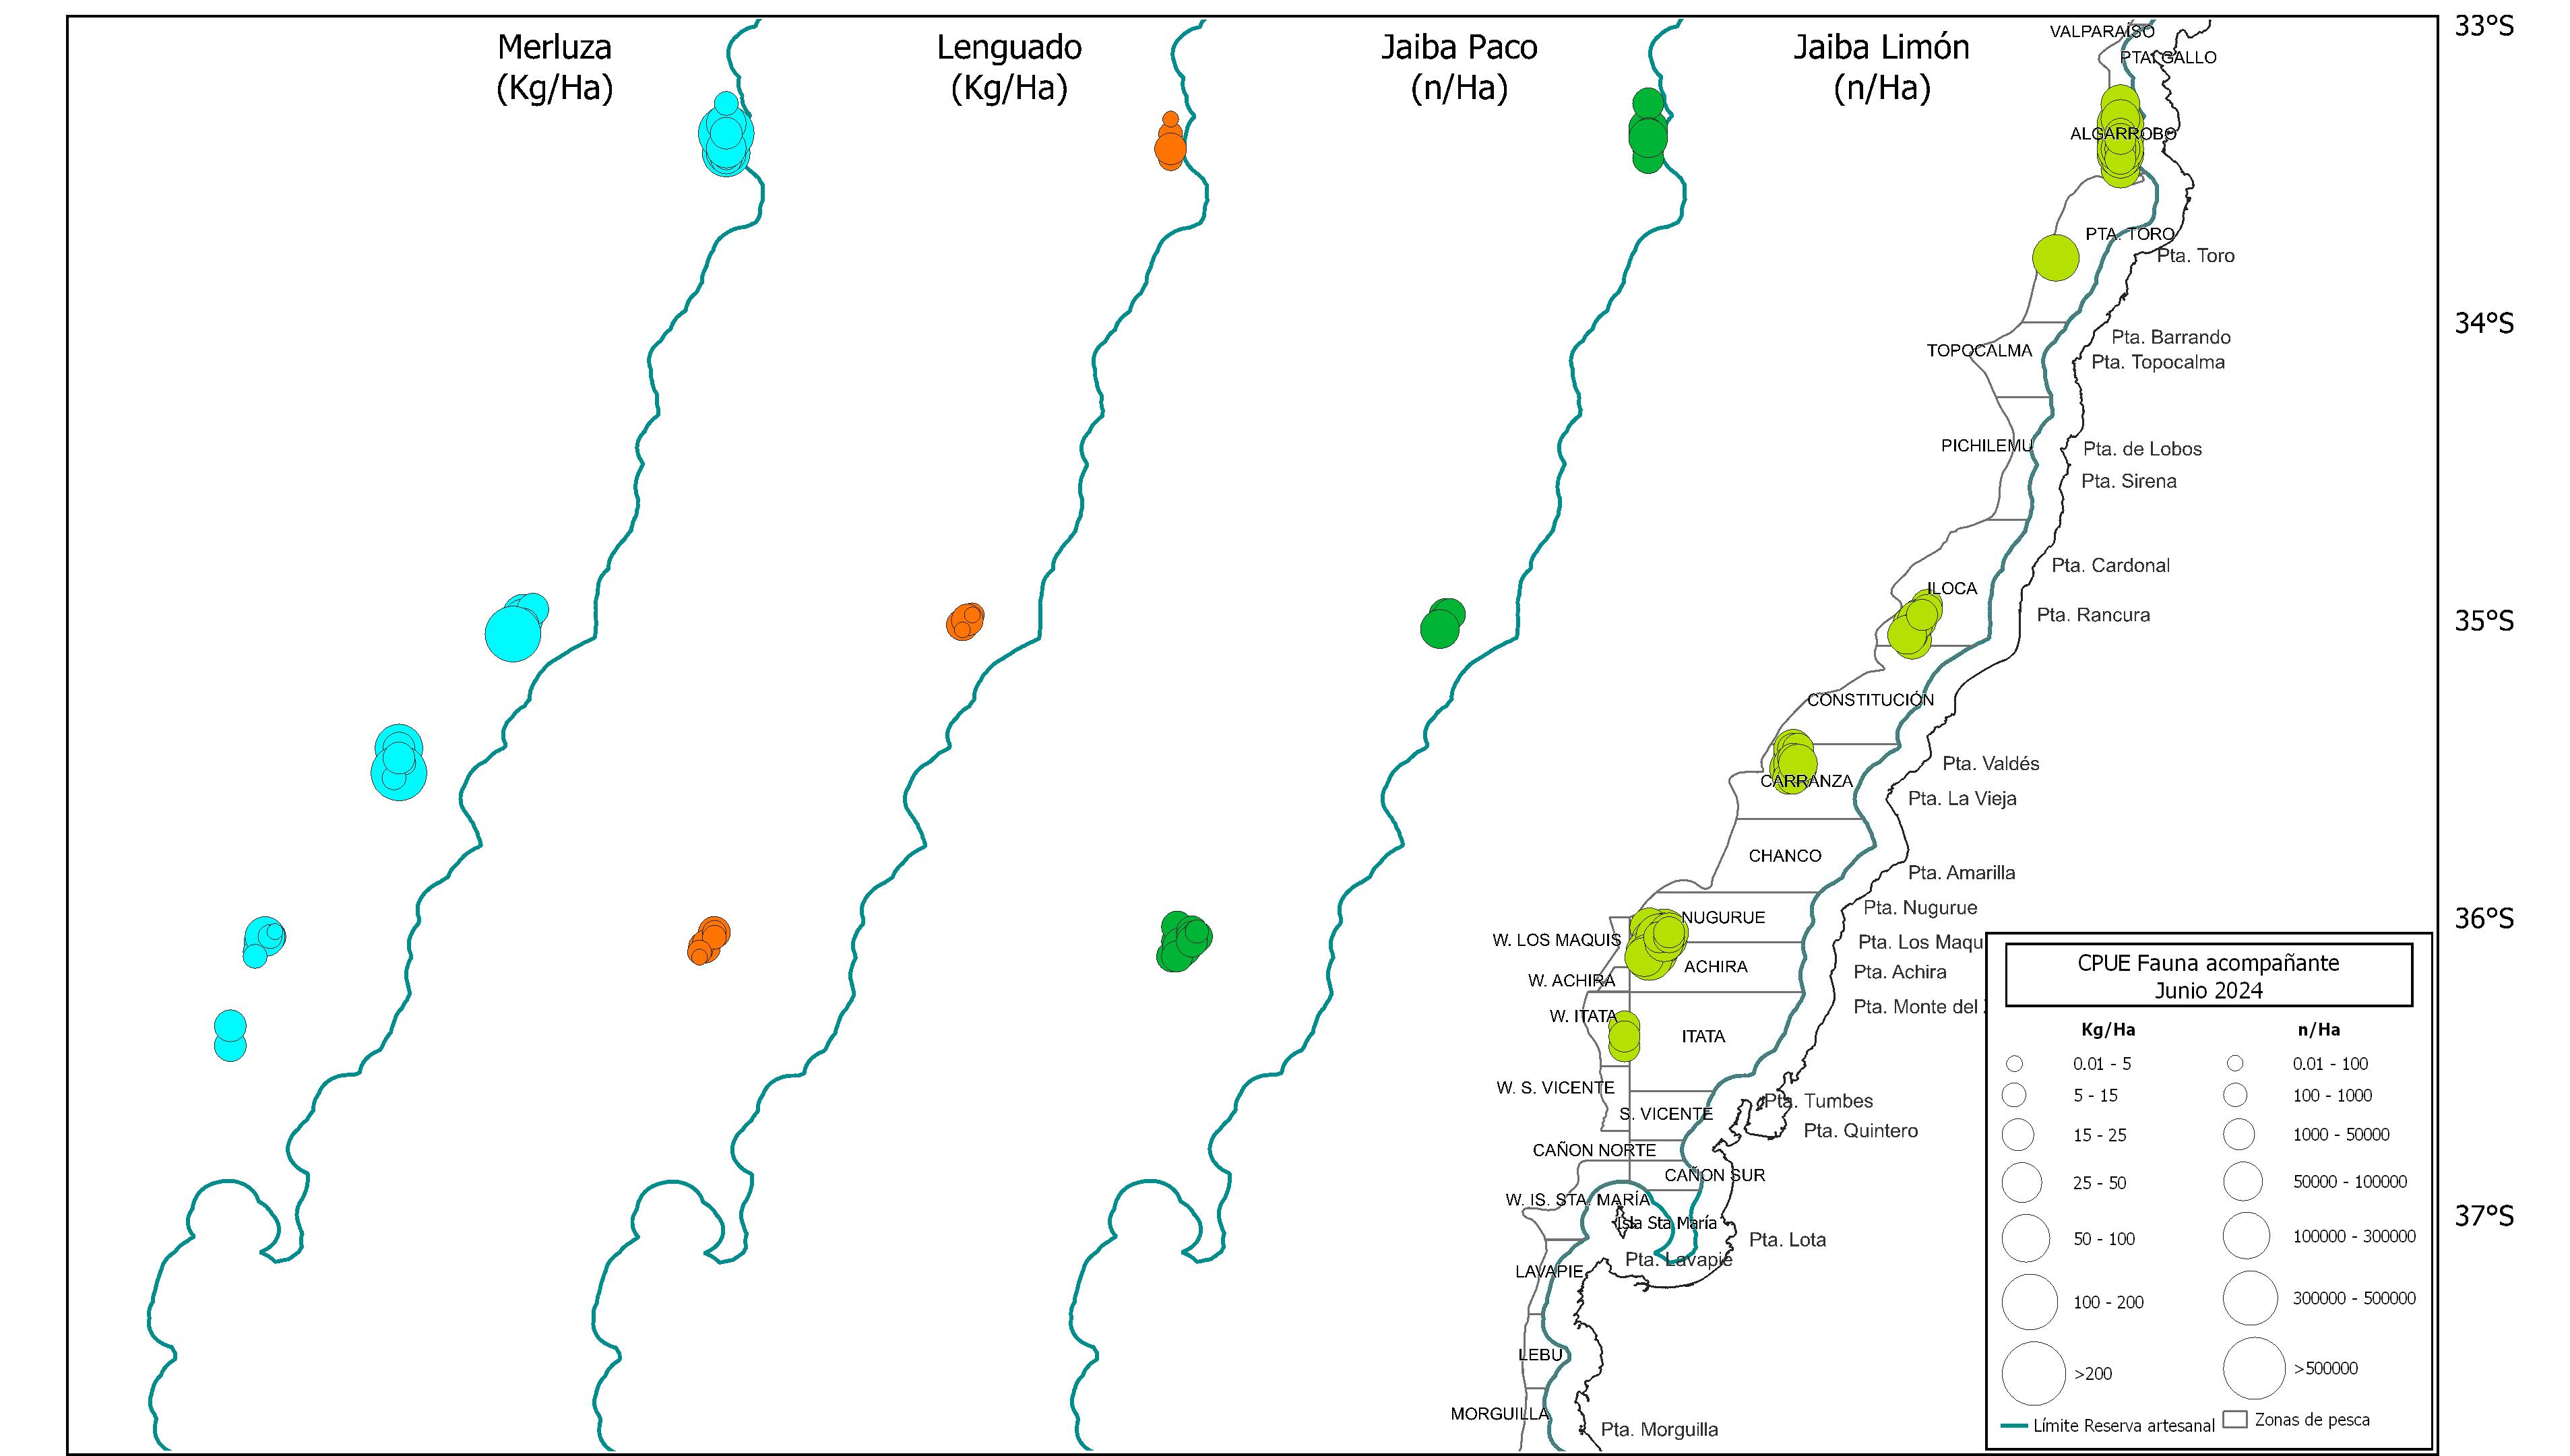 Merluza
(Kg/Ha)
Lenguado
(Kg/Ha)
Jaiba Paco
(n/Ha)
Jaiba Limón
(n/Ha)
33°S
34°S
35°S
36°S
37°S
VALPARAÍSO
PTA. GALLO
ALGARROBO
PTA. TORO
Pta. Toro
Pta. Barrando
TOPOCALMA
Pta. Topocalma
PICHILEMU
Pta. de Lobos
Pta. Sirena
Pta. Cardonal
ILOCA
Pta. Rancura
CONSTITUCIÓN
Pta. Valdés
CARRANZA
Pta. La Vieja
CHANCO
Pta. Amarilla
Pta. Nugurue
NUGURUE
W. LOS MAQUIS
Pta. Los Maqu
ACHIRA
Pta. Achira
W. ACHIRA
Pta. Monte del
W. ITATA
ITATA
W. S. VICENTE
Pta. Tumbes
S. VICENTE
Pta. Quintero
CAÑON NORTE
CAÑON SUR
W. IS. STA. MARÍA
Isla Sta María
Pta. Lota
Pta. Lavapié
LAVAPIE
LEBU
MORGUILLA
Pta. Morguilla
CPUE Fauna acompañante
Junio 2024
Kg/Ha
n/Ha
0.01 - 5
0.01 - 100
5 - 15
100 - 1000
15 - 25
1000 - 50000
25 - 50
50000 - 100000
50 - 100
100000 - 300000
100 - 200
300000 - 500000
>200
>500000
Límite Reserva artesanal
Zonas de pesca